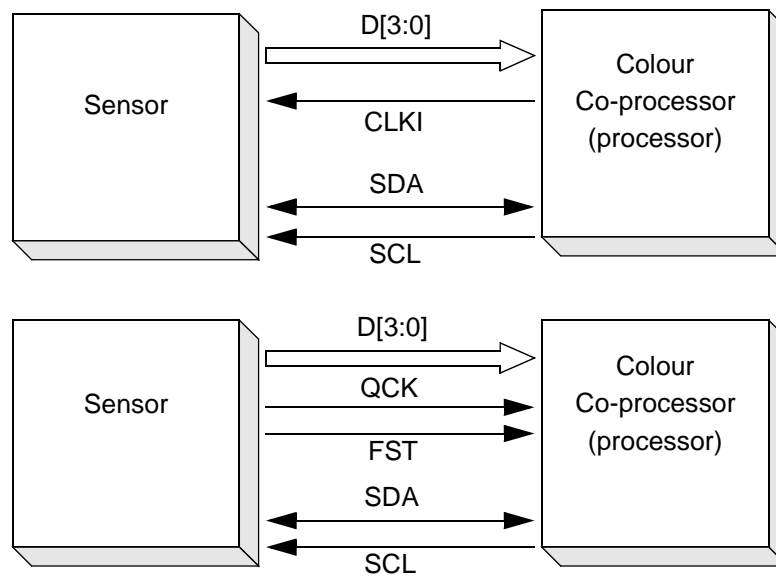 D[3:0]
Sensor
Colour
Co-processor
(processor)
CLKI
SDA
SCL
D[3:0]
Sensor
Colour
Co-processor
(processor)
QCK
FST
SDA
SCL